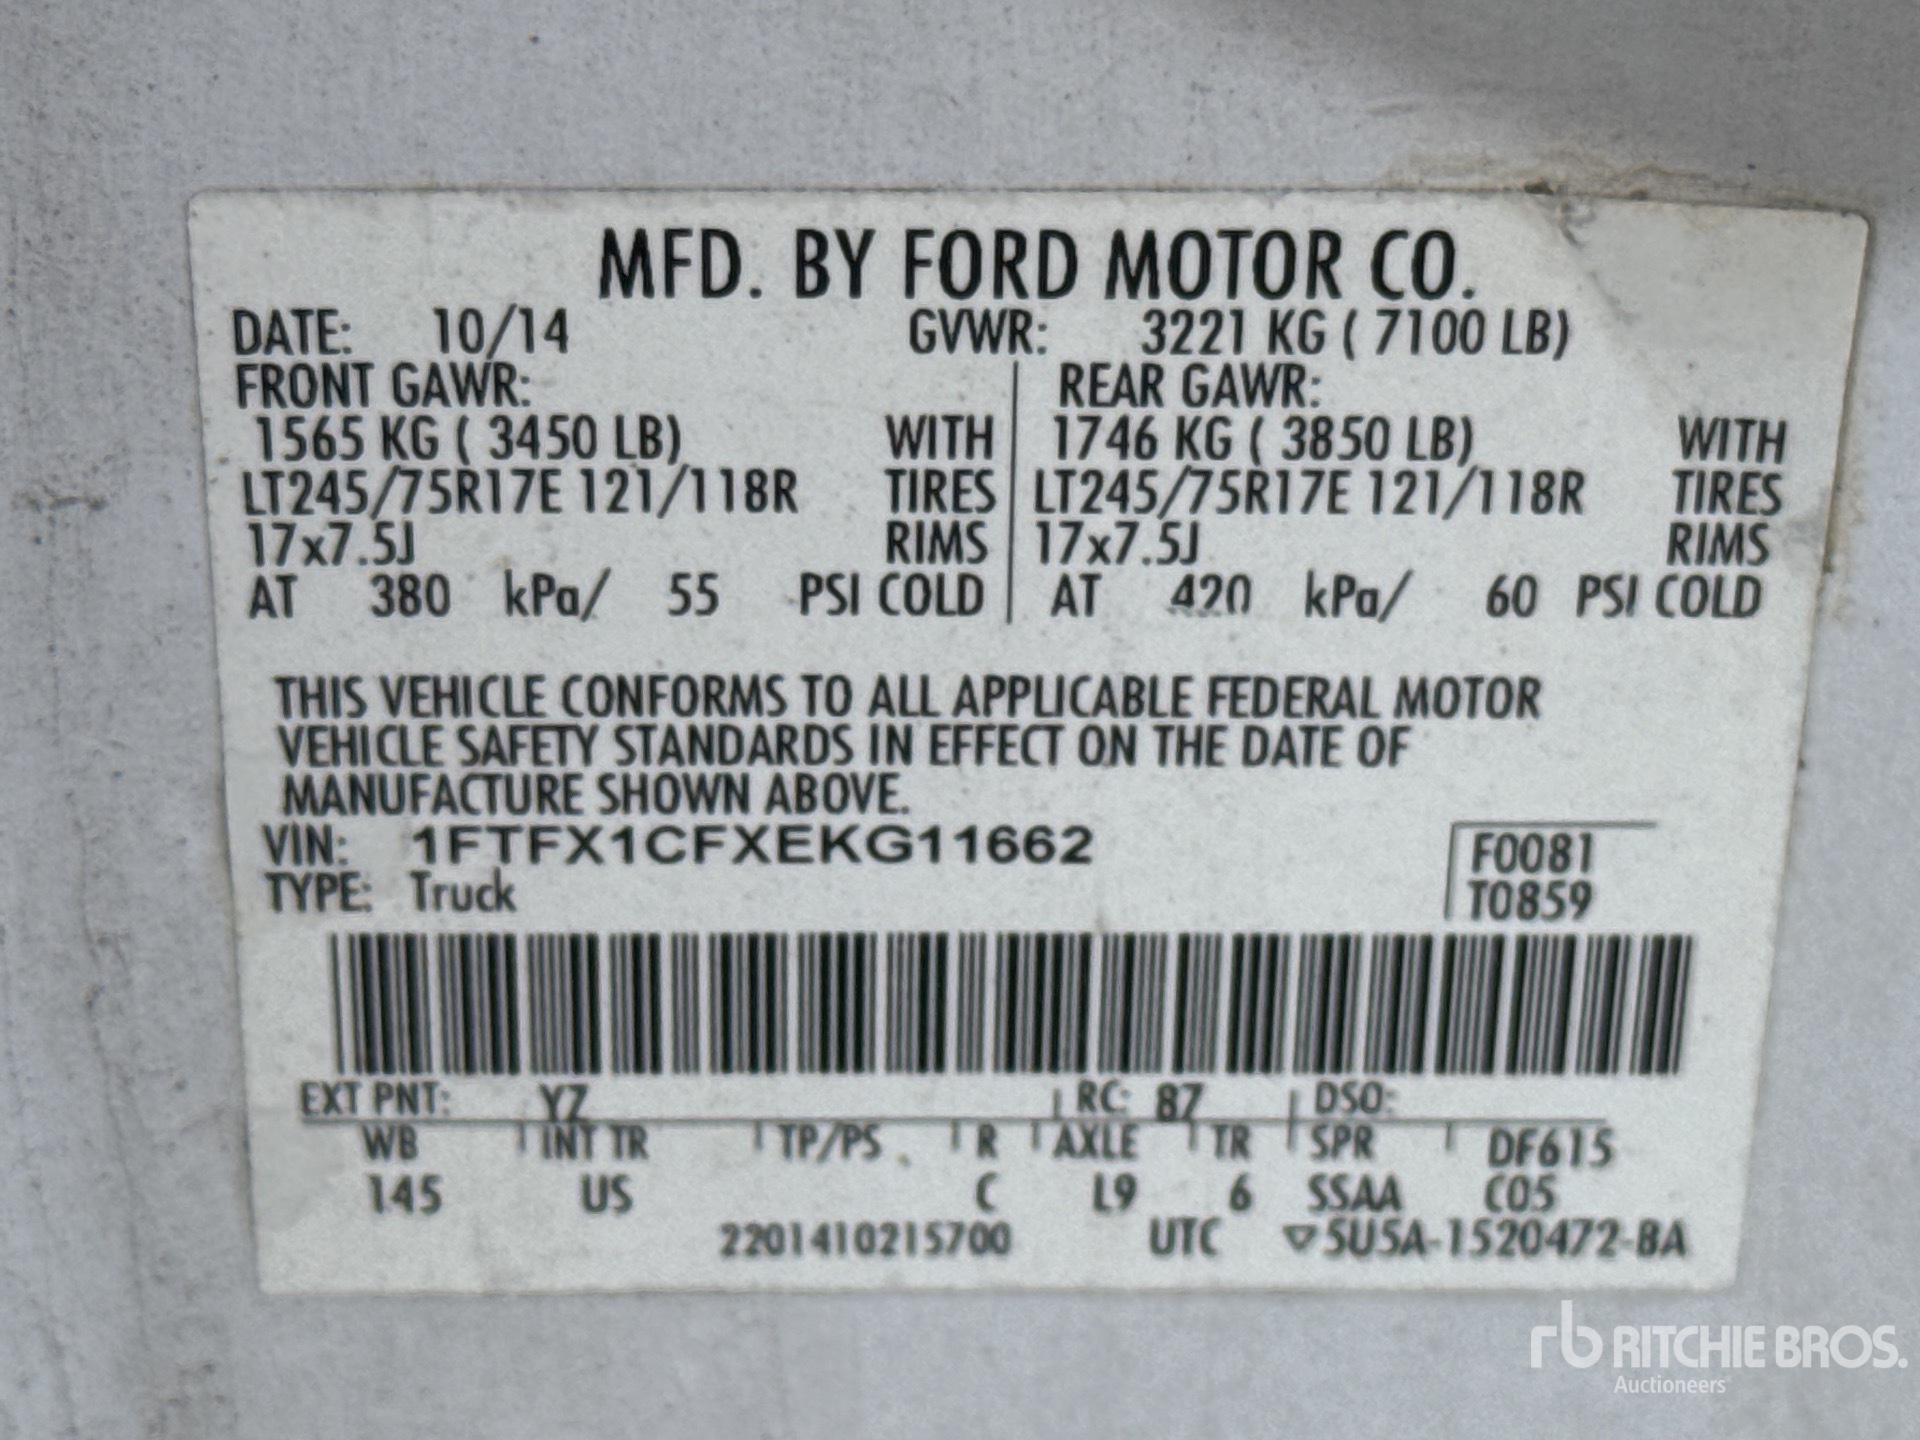 MFD. BY FORD MOTOR CO.
DATE: 10/14 GVWR: 3221 KG ( 7100 LB)
FRONT GAWR: REAR GAWR:
1565 KG ( 3450 LB) WITH 1746 KG ( 3850 LB) WITH
LT245/75R17E 121/118R TIRES LT245/75R17E 121/118R TIRES
17x7.5J RIMS 17x7.5J RIMS
AT 380 kPa/ 55 PSI COLD AT 420 kPa/ 60 PSI COLD
THIS VEHICLE CONFORMS TO ALL APPLICABLE FEDERAL MOTOR
VEHICLE SAFETY STANDARDS IN EFFECT ON THE DATE OF
MANUFACTURE SHOWN ABOVE.
VIN: 1FTFX1CFXEKG11662 F0081
TYPE: Truck T0859
EXT PNT: YZ RC: 87 DSO:
WB INT TR TP/PS R AXLE TR SPR DF615
145 US C L9 6 SSAA C05
2201410215700 UTC ▽5U5A-1520472-BA
rb RITCHIE BROS.
Auctioneers